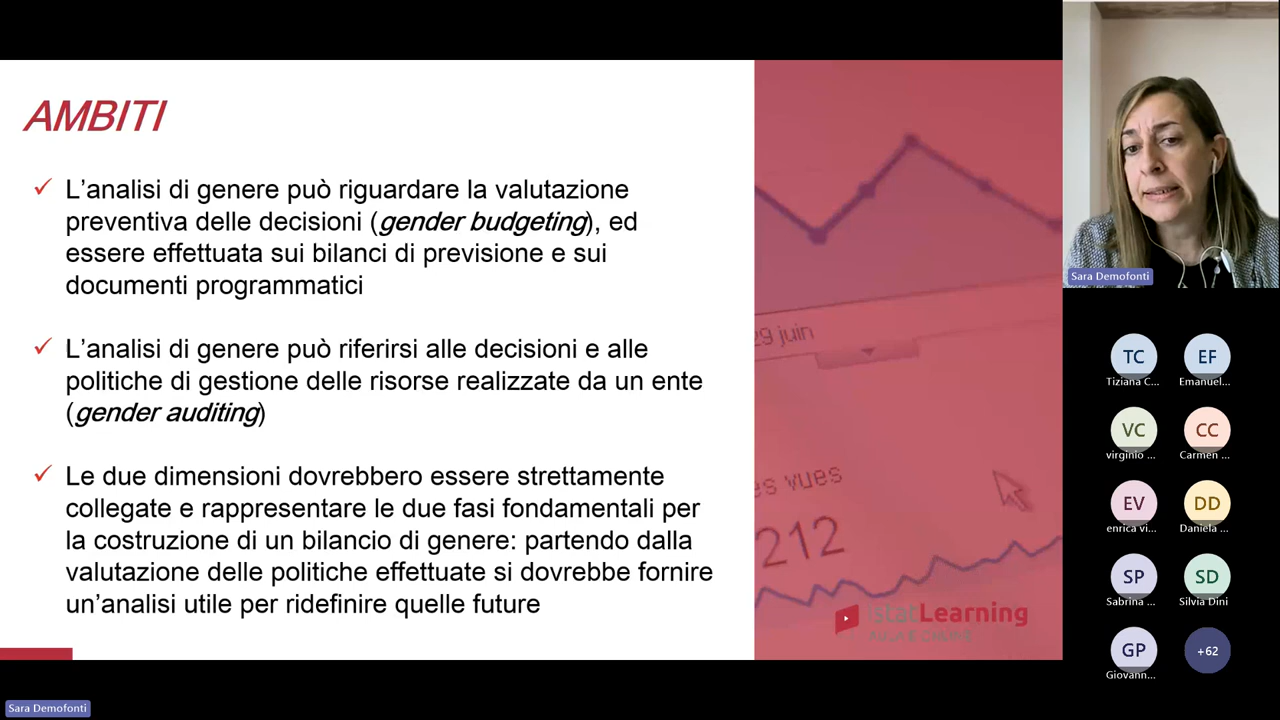 AMBITI
L’analisi di genere può riguardare la valutazione
preventiva delle decisioni (gender budgeting), ed
essere effettuata sui bilanci di previsione e sui
documenti programmatici
L’analisi di genere può riferirsi alle decisioni e alle
politiche di gestione delle risorse realizzate da un ente
(gender auditing)
Le due dimensioni dovrebbero essere strettamente
collegate e rappresentare le due fasi fondamentali per
la costruzione di un bilancio di genere: partendo dalla
valutazione delle politiche effettuate si dovrebbe fornire
un’analisi utile per ridefinire quelle future
29 juin
es vues
212
istatLearning
Sara Demofonti
TC
EF
Tiziana C...
Emanuel...
VC
CC
virginio ...
Carmen ...
EV
DD
enrica vi...
Daniela ...
SP
SD
Sabrina ...
Silvia Dini
GP
+62
Giovann...
Sara Demofonti